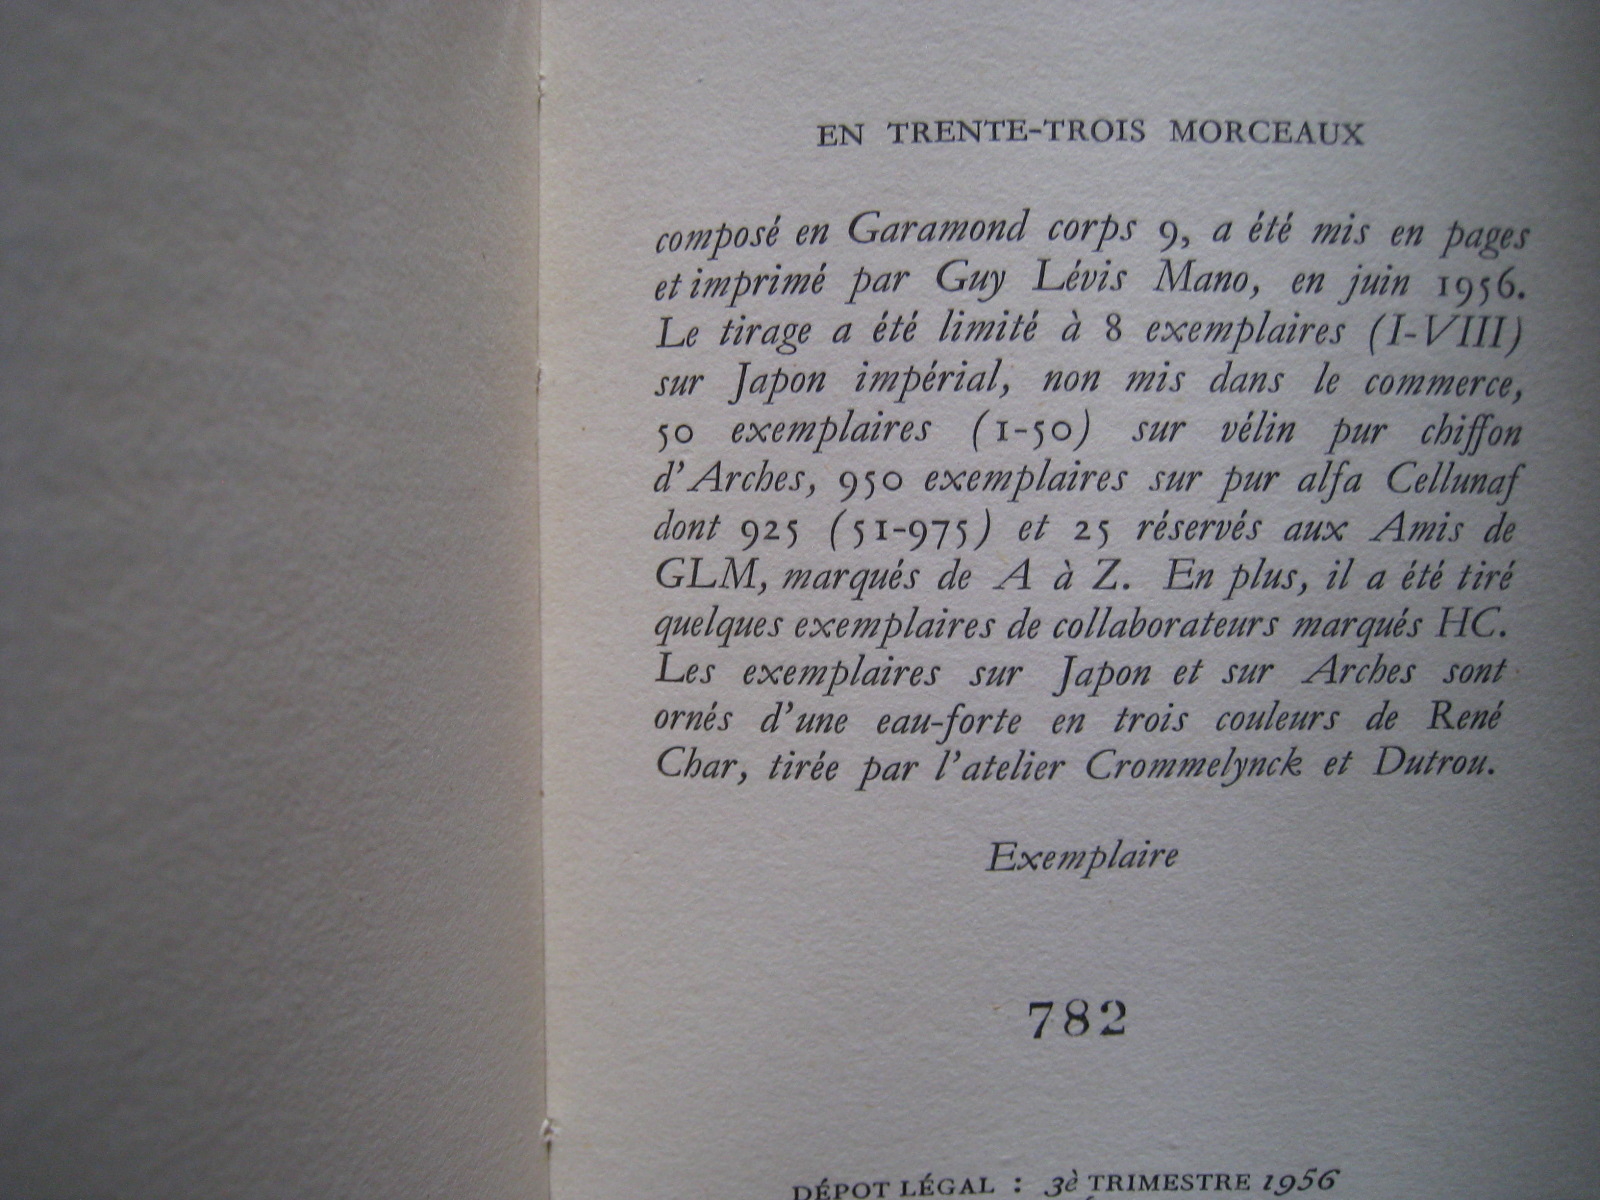 EN TRENTE-TROIS MORCEAUX
composé en Garamond corps 9, a été mis en pages
et imprimé par Guy Lévis Mano, en juin 1956.
Le tirage a été limité à 8 exemplaires (I-VIII)
sur Japon impérial, non mis dans le commerce,
50 exemplaires (1-50) sur vélin pur chiffon
d'Arches, 950 exemplaires sur pur alfa Cellunaf
dont 925 (51-975) et 25 réservés aux Amis de
GLM, marqués de A à Z. En plus, il a été tiré
quelques exemplaires de collaborateurs marqués HC.
Les exemplaires sur Japon et sur Arches sont
ornés d'une eau-forte en trois couleurs de René
Char, tirée par l'atelier Crommelynck et Dutrou.
Exemplaire
782
DÉPOT LÉGAL : 3è TRIMESTRE 1956